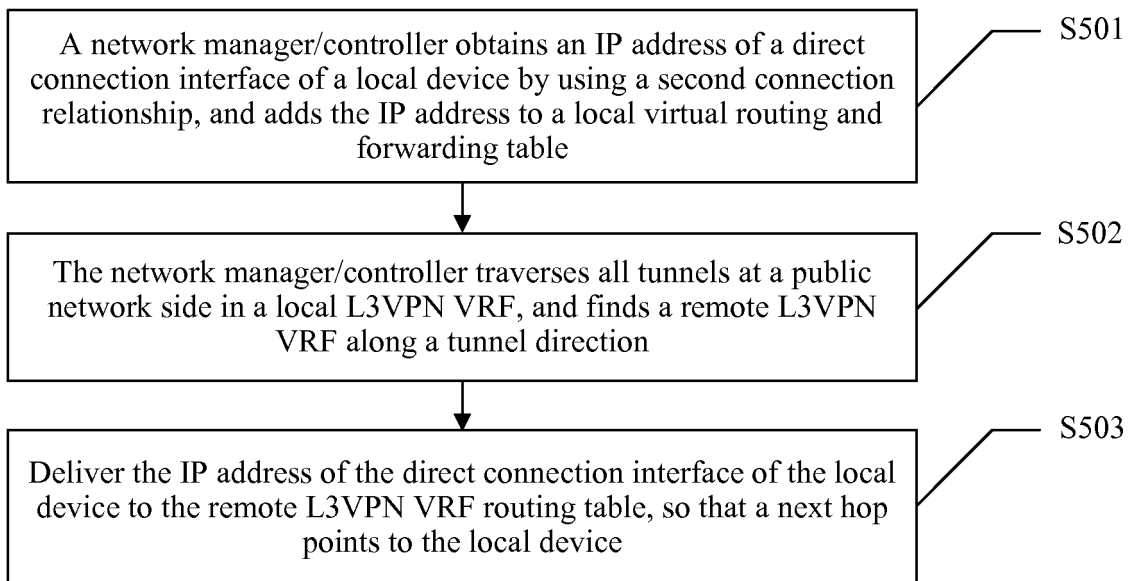 A network manager/controller obtains an IP address of a direct
connection interface of a local device by using a second connection
relationship, and adds the IP address to a local virtual routing and
forwarding table
S501
The network manager/controller traverses all tunnels at a public
network side in a local L3VPN VRF, and finds a remote L3VPN
VRF along a tunnel direction
S502
Deliver the IP address of the direct connection interface of the local
device to the remote L3VPN VRF routing table, so that a next hop
points to the local device
S503